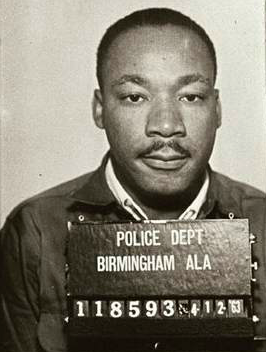 POLICE DEPT
BIRMINGHAM ALA
118593 4 12 63